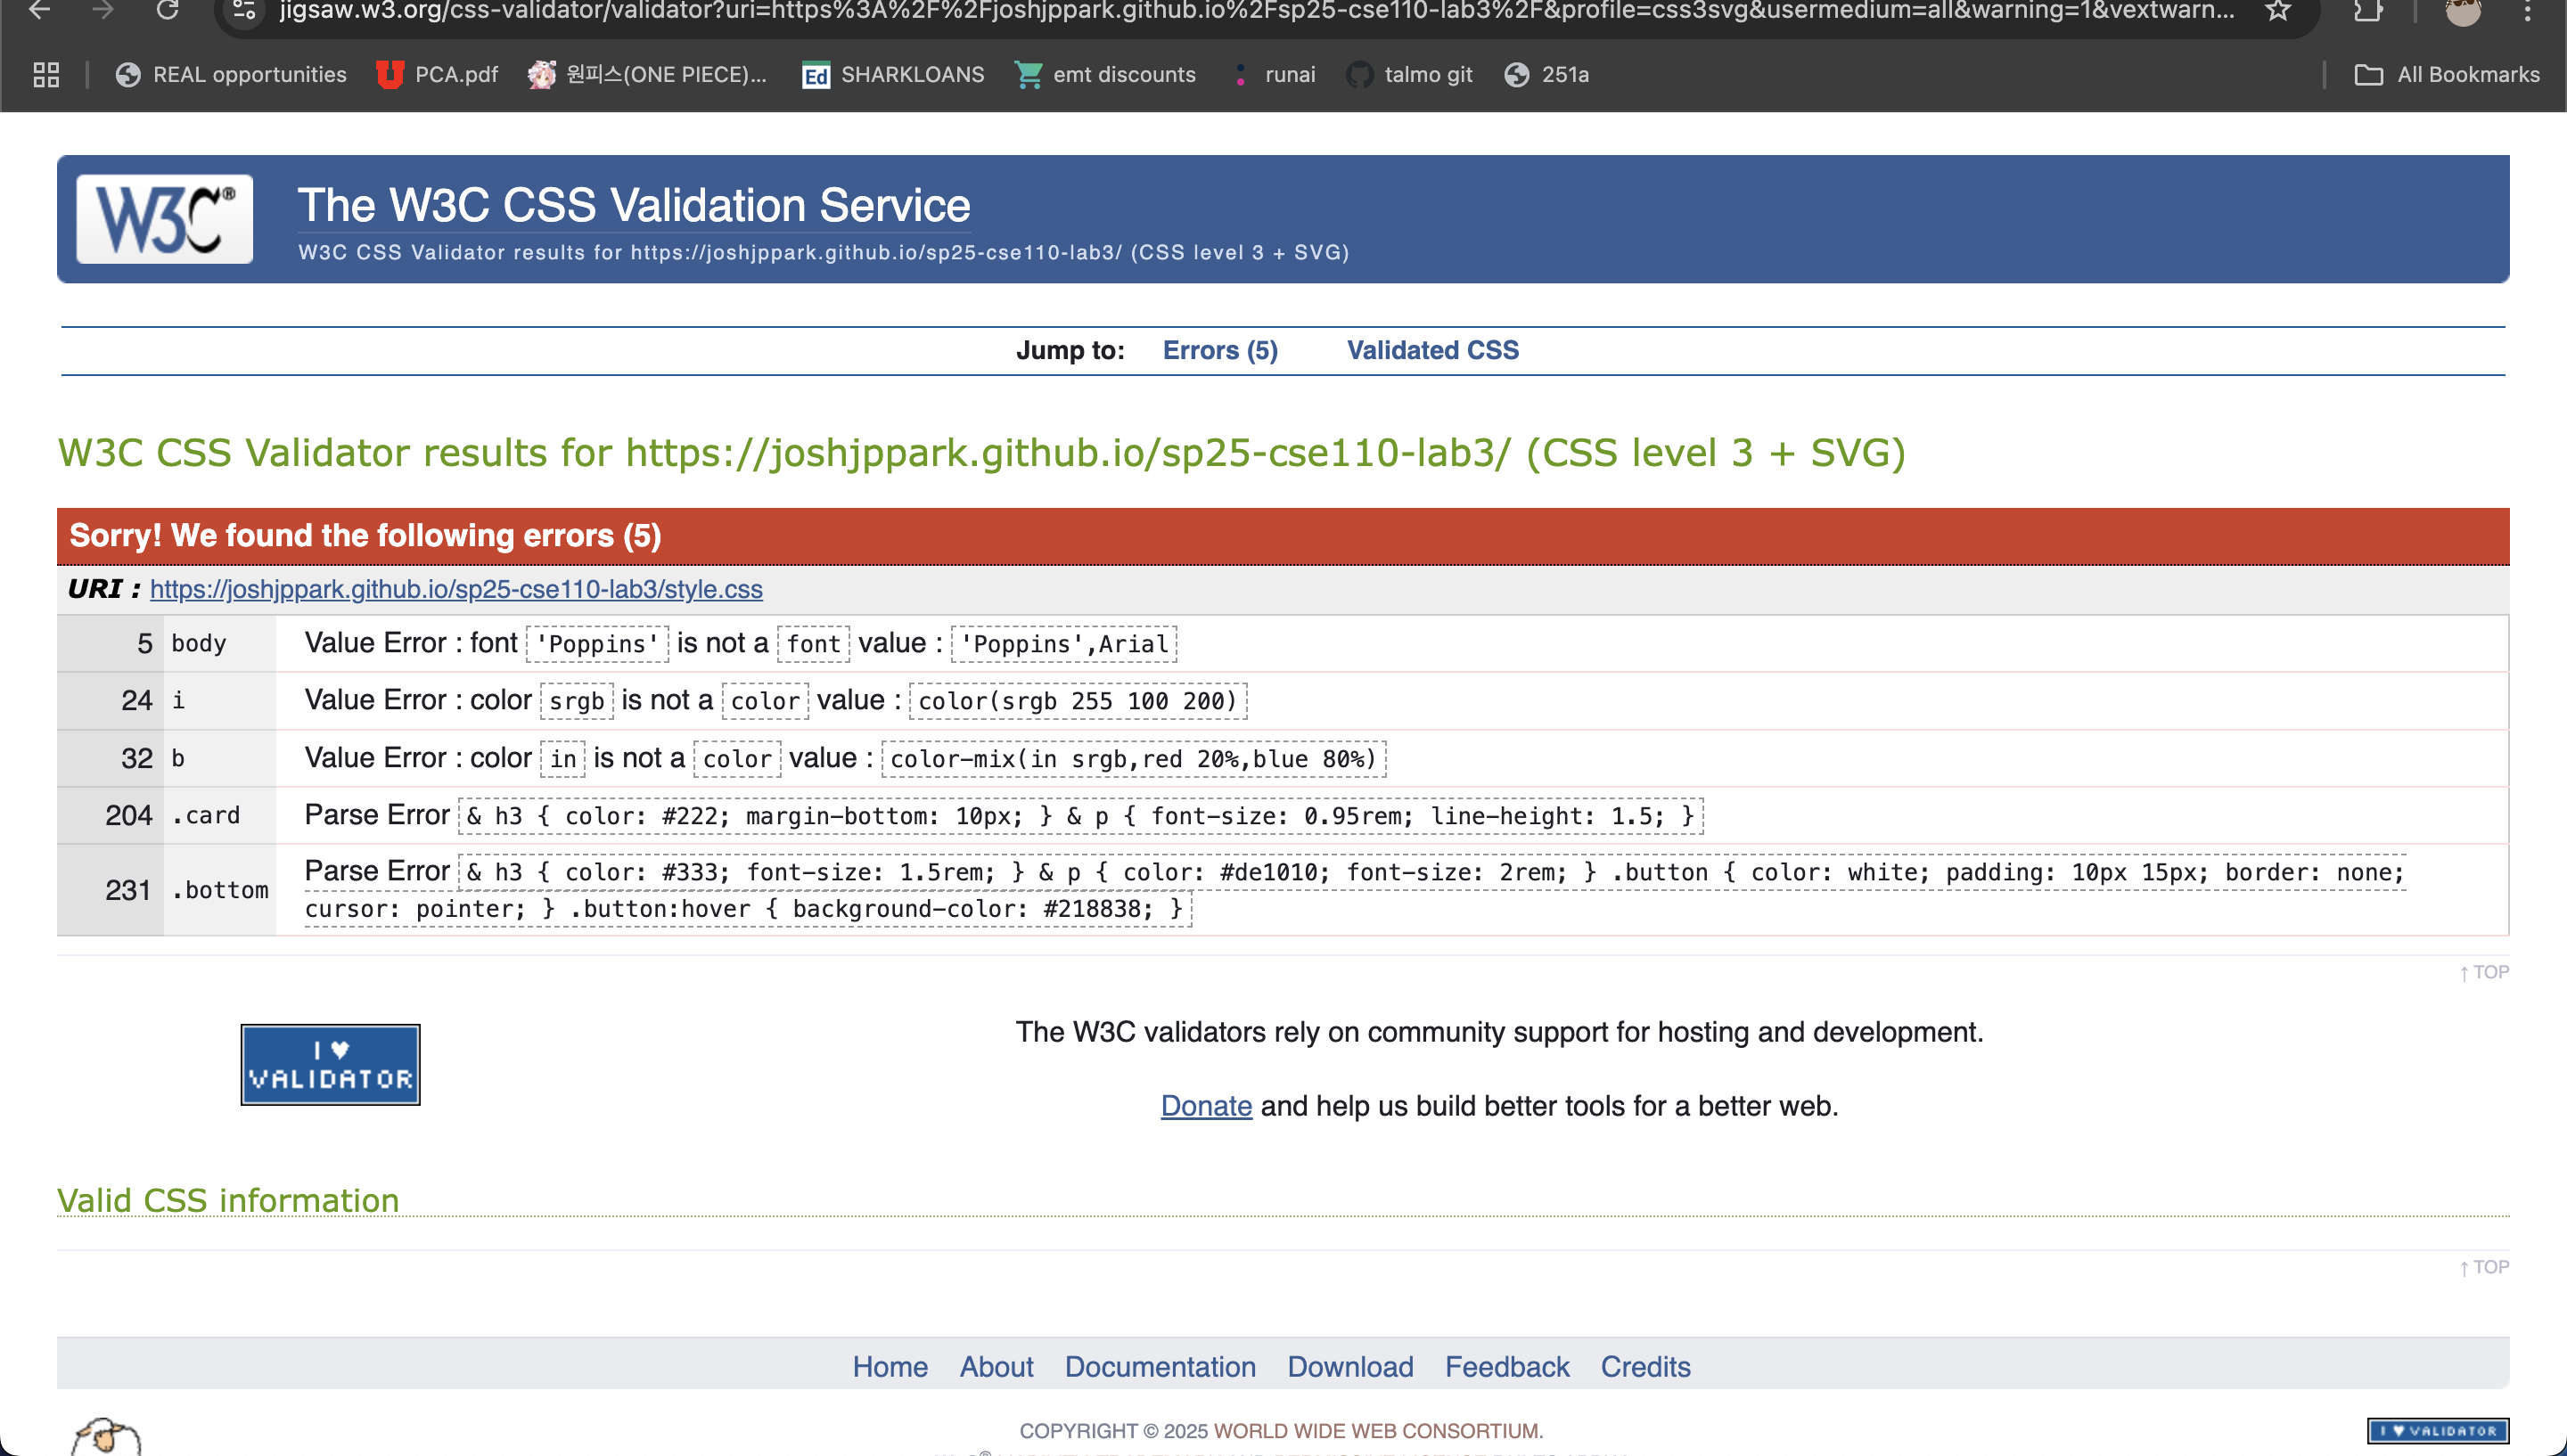 jigsaw.w3.org/css-validator/validator?uri=https%3A%2F%2Fjoshjppark.github.io%2Fsp25-cse110-lab3%2F&profile=css3svg&usermedium=all&warning=1&vextwarn...
REAL opportunities PCA.pdf 원피스(ONE PIECE)... Ed SHARKLOANS emt discounts runai talmo git 251a All Bookmarks
W3C® The W3C CSS Validation Service
W3C CSS Validator results for https://joshjppark.github.io/sp25-cse110-lab3/ (CSS level 3 + SVG)
Jump to: Errors (5) Validated CSS
W3C CSS Validator results for https://joshjppark.github.io/sp25-cse110-lab3/ (CSS level 3 + SVG)
Sorry! We found the following errors (5)
URI : https://joshjppark.github.io/sp25-cse110-lab3/style.css
5 body Value Error : font 'Poppins' is not a font value : 'Poppins',Arial
24 i Value Error : color srgb is not a color value : color(srgb 255 100 200)
32 b Value Error : color in is not a color value : color-mix(in srgb,red 20%,blue 80%)
204 .card Parse Error & h3 { color: #222; margin-bottom: 10px; } & p { font-size: 0.95rem; line-height: 1.5; }
231 .bottom Parse Error & h3 { color: #333; font-size: 1.5rem; } & p { color: #de1010; font-size: 2rem; } .button { color: white; padding: 10px 15px; border: none;
cursor: pointer; } .button:hover { background-color: #218838; }
↑ TOP
The W3C validators rely on community support for hosting and development.
I ♥
VALIDATOR
Donate and help us build better tools for a better web.
Valid CSS information
↑ TOP
Home About Documentation Download Feedback Credits
COPYRIGHT © 2025 WORLD WIDE WEB CONSORTIUM.
I ♥ VALIDATOR